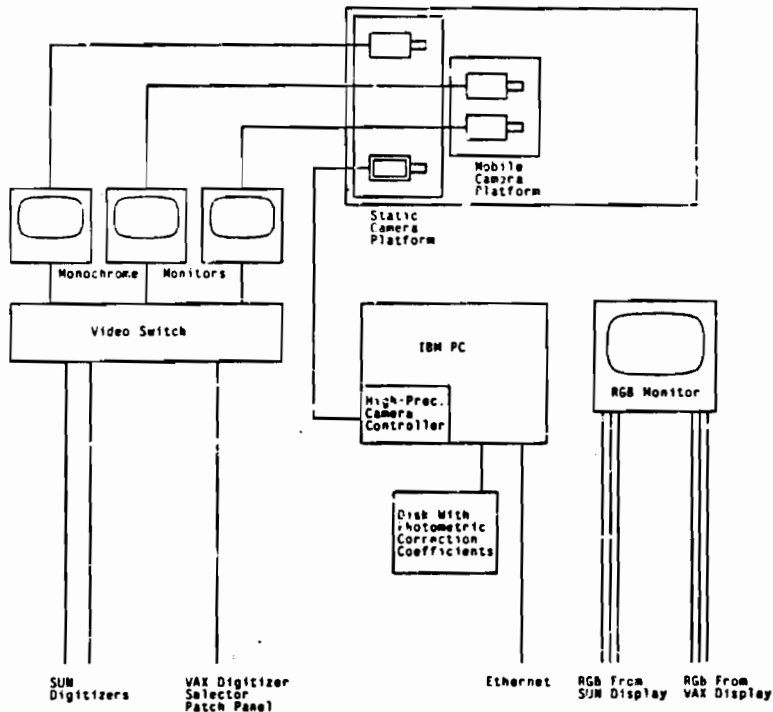 Mobile
Camera
Platform
Static
Camera
Platform
Monochrome Monitors
Video Switch
IBM PC
RGB Monitor
High-Prec.
Camera
Controller
Disk With
Photometric
Correction
Coefficients
SUN
Digitizers
VAX Digitizer
Selector
Patch Panel
Ethernet
RGB From
SUN Display
RGB From
VAX Display